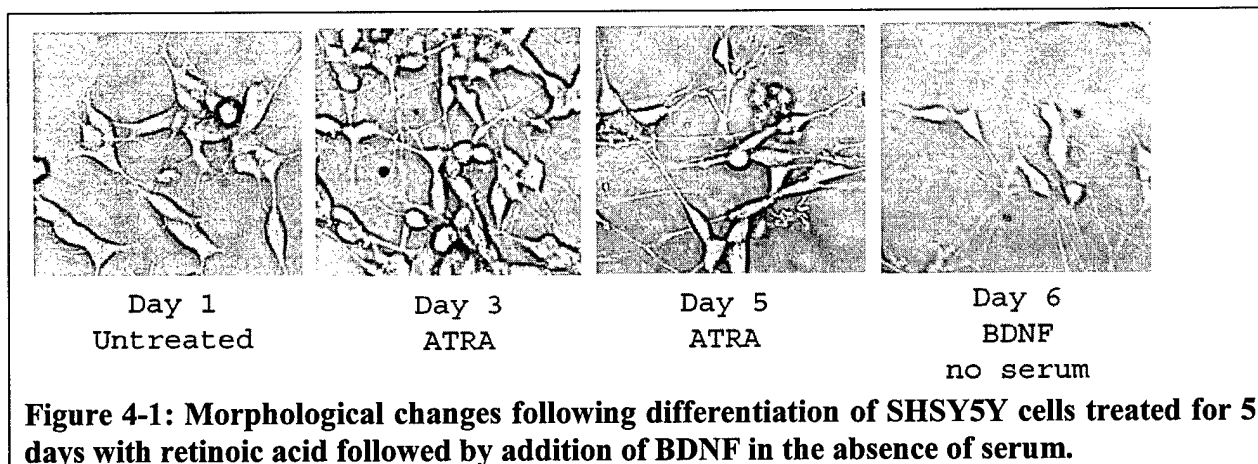 Day 1
Untreated
Day 3
ATRA
Day 5
ATRA
Day 6
BDNF
no serum
Figure 4-1: Morphological changes following differentiation of SHSY5Y cells treated for 5
days with retinoic acid followed by addition of BDNF in the absence of serum.